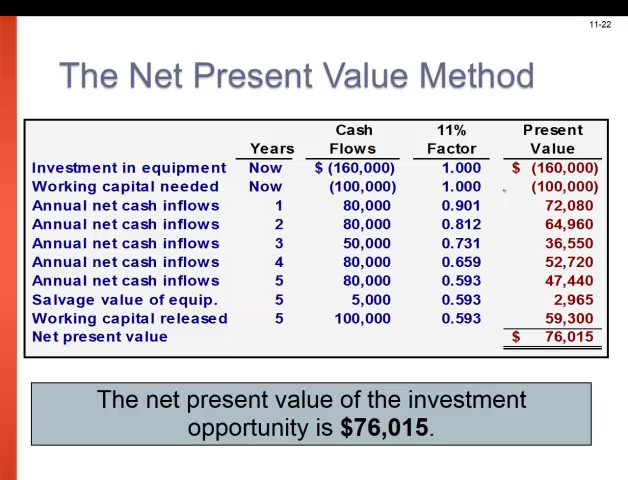 11-22
The Net Present Value Method
Cash 11% Present
Years Flows Factor Value
Investment in equipment Now $ (160,000) 1.000 $ (160,000)
Working capital needed Now (100,000) 1.000 (100,000)
Annual net cash inflows 1 80,000 0.901 72,080
Annual net cash inflows 2 80,000 0.812 64,960
Annual net cash inflows 3 50,000 0.731 36,550
Annual net cash inflows 4 80,000 0.659 52,720
Annual net cash inflows 5 80,000 0.593 47,440
Salvage value of equip. 5 5,000 0.593 2,965
Working capital released 5 100,000 0.593 59,300
Net present value $ 76,015
The net present value of the investment
opportunity is $76,015.